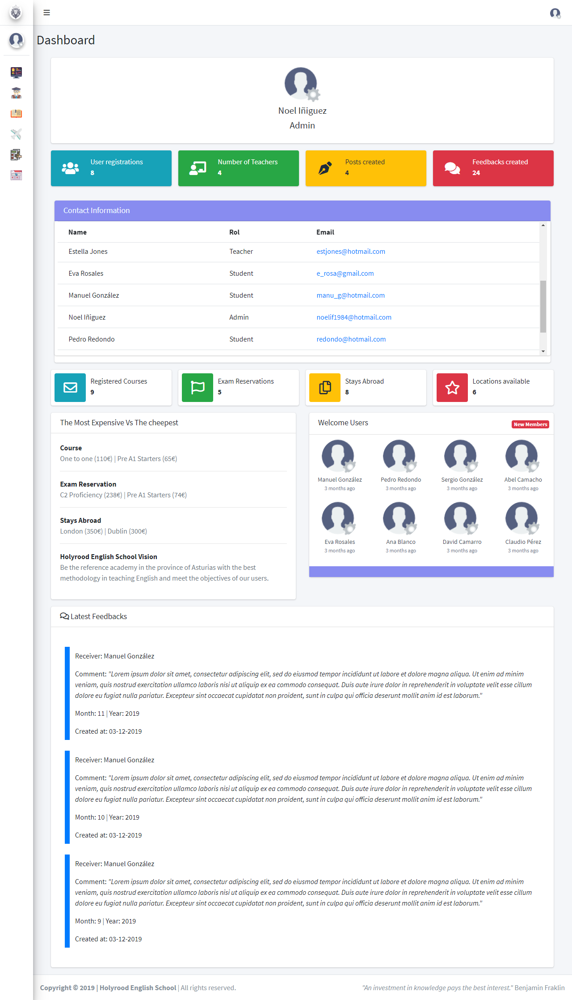 Dashboard
Noel Iñiguez
Admin
User registrations
8
Number of Teachers
4
Posts created
4
Feedbacks created
24
Contact Information
Name Rol Email
Estella Jones Teacher estjones@hotmail.com
Eva Rosales Student e_rosa@gmail.com
Manuel González Student manu_g@hotmail.com
Noel Iñiguez Admin noelif1984@hotmail.com
Pedro Redondo Student redondo@hotmail.com
Registered Courses
9
Exam Reservations
5
Stays Abroad
8
Locations available
6
The Most Expensive Vs The cheepest
Course
One to one (110€) | Pre A1 Starters (65€)
Exam Reservation
C2 Proficiency (238€) | Pre A1 Starters (74€)
Stays Abroad
London (350€) | Dublin (300€)
Holyrood English School Vision
Be the reference academy in the province of Asturias with the best
methodology in teaching English and meet the objectives of our users.
Welcome Users
New Members
Manuel González Pedro Redondo Sergio González Abel Camacho
3 months ago 3 months ago 3 months ago 3 months ago
Eva Rosales Ana Blanco David Camarro Claudio Pérez
3 months ago 3 months ago 3 months ago 3 months ago
Latest Feedbacks
Receiver: Manuel González
Comment: "Lorem ipsum dolor sit amet, consectetur adipiscing elit, sed do eiusmod tempor incididunt ut labore et dolore magna aliqua. Ut enim ad minim
veniam, quis nostrud exercitation ullamco laboris nisi ut aliquip ex ea commodo consequat. Duis aute irure dolor in reprehenderit in voluptate velit esse cillum
dolore eu fugiat nulla pariatur. Excepteur sint occaecat cupidatat non proident, sunt in culpa qui officia deserunt mollit anim id est laborum."
Month: 11 | Year: 2019
Created at: 03-12-2019
Receiver: Manuel González
Comment: "Lorem ipsum dolor sit amet, consectetur adipiscing elit, sed do eiusmod tempor incididunt ut labore et dolore magna aliqua. Ut enim ad minim
veniam, quis nostrud exercitation ullamco laboris nisi ut aliquip ex ea commodo consequat. Duis aute irure dolor in reprehenderit in voluptate velit esse cillum
dolore eu fugiat nulla pariatur. Excepteur sint occaecat cupidatat non proident, sunt in culpa qui officia deserunt mollit anim id est laborum."
Month: 10 | Year: 2019
Created at: 03-12-2019
Receiver: Manuel González
Comment: "Lorem ipsum dolor sit amet, consectetur adipiscing elit, sed do eiusmod tempor incididunt ut labore et dolore magna aliqua. Ut enim ad minim
veniam, quis nostrud exercitation ullamco laboris nisi ut aliquip ex ea commodo consequat. Duis aute irure dolor in reprehenderit in voluptate velit esse cillum
dolore eu fugiat nulla pariatur. Excepteur sint occaecat cupidatat non proident, sunt in culpa qui officia deserunt mollit anim id est laborum."
Month: 9 | Year: 2019
Created at: 03-12-2019
Copyright © 2019 | Holyrood English School | All rights reserved.
"An investment in knowledge pays the best interest." Benjamin Fraklin